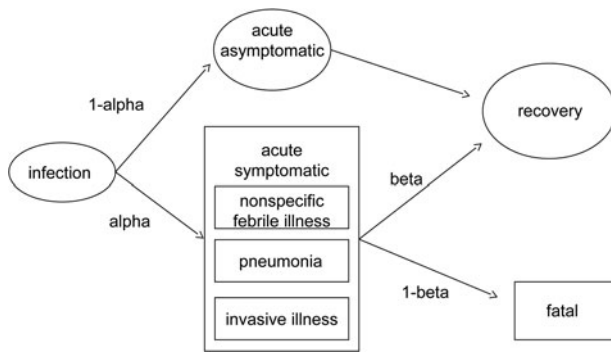 acute
asymptomatic
1-alpha
recovery
infection
acute
symptomatic
alpha
beta
nonspecific
febrile illness
pneumonia
1-beta
invasive illness
fatal